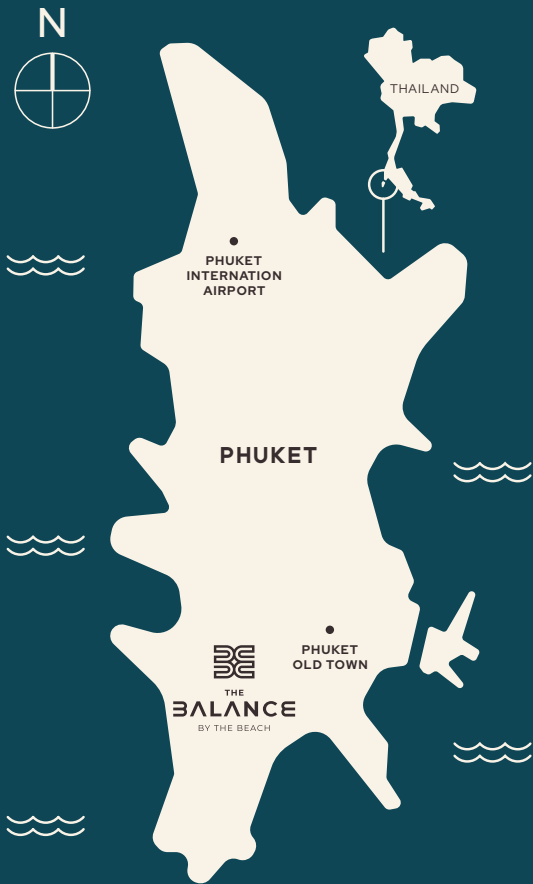 N
THAILAND
PHUKET
INTERNATION
AIRPORT
PHUKET
PHUKET
OLD TOWN
THE
BALANCE
BY THE BEACH